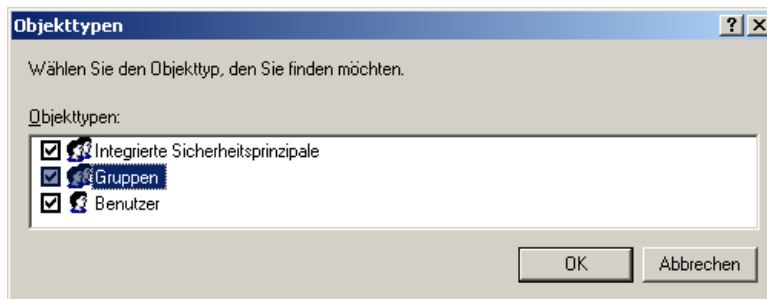 Objekttypen
Wählen Sie den Objekttyp, den Sie finden möchten.
Objekttypen:
Integrierte Sicherheitsprinzipale
Gruppen
Benutzer
OK Abbrechen